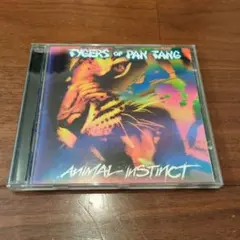 TYGERS OF PAN TANG
ANIMAL INSTINCT